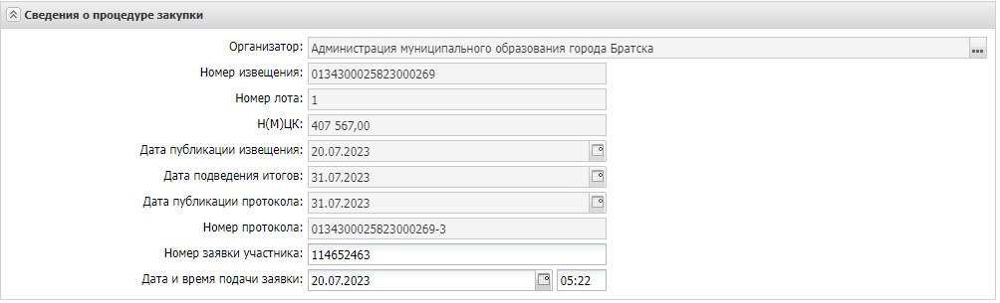 Сведения о процедуре закупки
Организатор: Администрация муниципального образования города Братска ...
Номер извещения: 0134300025823000269
Номер лота: 1
Н(М)ЦК: 407 567,00
Дата публикации извещения: 20.07.2023
Дата подведения итогов: 31.07.2023
Дата публикации протокола: 31.07.2023
Номер протокола: 0134300025823000269-3
Номер заявки участника: 114652463
Дата и время подачи заявки: 20.07.2023 05:22